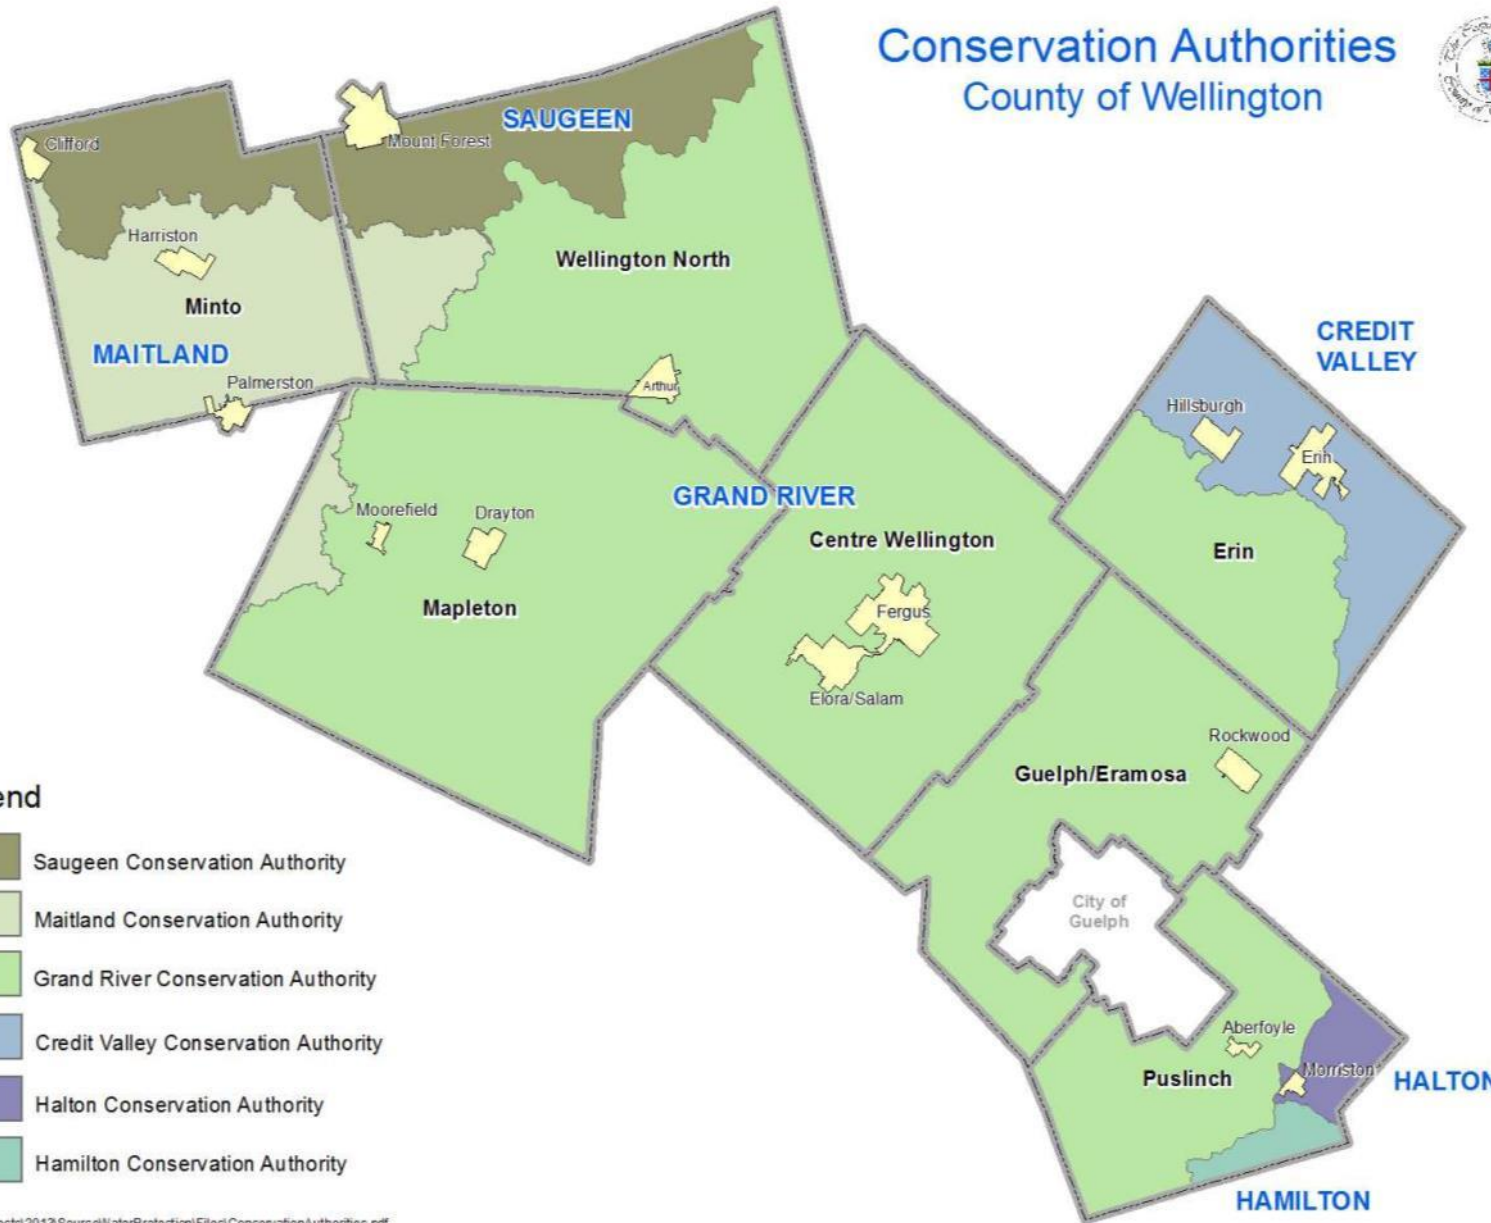 Conservation Authorities
County of Wellington
SAUGEEN
Clifford
Mount Forest
Harriston
Wellington North
Minto
MAITLAND
CREDIT
VALLEY
Palmerston
Arthur
Hillsburgh
Erin
GRAND RIVER
Moorefield
Drayton
Centre Wellington
Erin
Mapleton
Fergus
Elora/Salam
Rockwood
Guelph/Eramosa
end
Saugeen Conservation Authority
City of
Guelph
Maitland Conservation Authority
Grand River Conservation Authority
Aberfoyle
Credit Valley Conservation Authority
Morriston
Puslinch
HALTON
Halton Conservation Authority
Hamilton Conservation Authority
HAMILTON